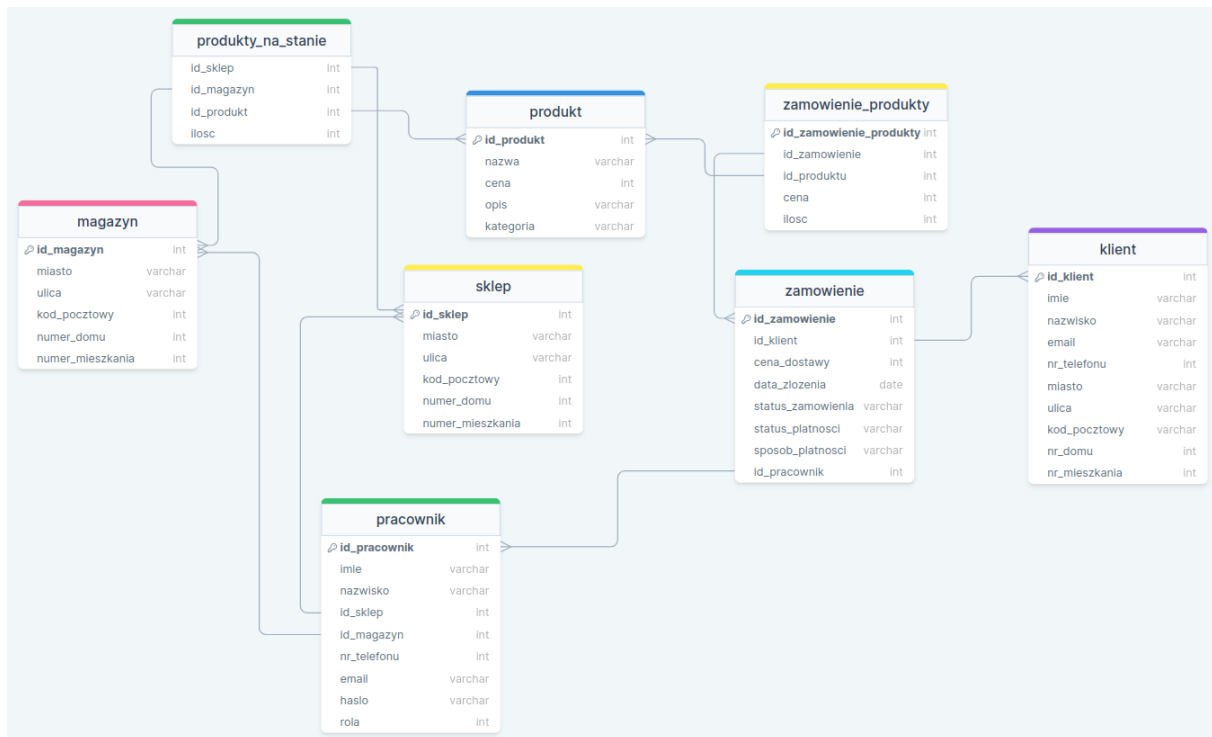 produkty_na_stanie
id_sklep int
id_magazyn int
id_produkt int
ilosc int
produkt
id_produkt int
nazwa varchar
cena int
opis varchar
kategoria varchar
zamowienie_produkty
id_zamowienie_produkty int
id_zamowienie int
id_produktu int
cena int
ilosc int
magazyn
id_magazyn int
miasto varchar
ulica varchar
kod_pocztowy int
numer_domu int
numer_mieszkania int
sklep
id_sklep int
miasto varchar
ulica varchar
kod_pocztowy int
numer_domu int
numer_mieszkania int
zamowienie
id_zamowienie int
id_klient int
cena_dostawy int
data_zlozenia date
status_zamowienia varchar
status_platnosci varchar
sposob_platnosci varchar
id_pracownik int
klient
id_klient int
imie varchar
nazwisko varchar
email varchar
nr_telefonu int
miasto varchar
ulica varchar
kod_pocztowy varchar
nr_domu int
nr_mieszkania int
pracownik
id_pracownik int
imie varchar
nazwisko varchar
id_sklep int
id_magazyn int
nr_telefonu int
email varchar
haslo varchar
rola int